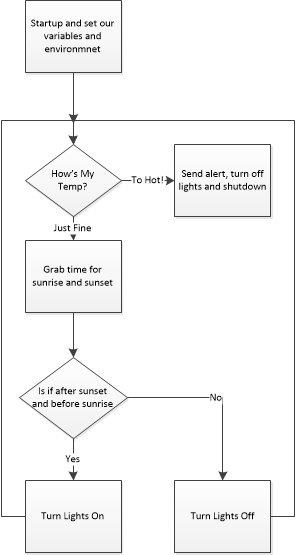 Startup and set our
variables and
environmnet
How's My
Temp?
To Hot!
Send alert, turn off
lights and shutdown
Just Fine
Grab time for
sunrise and sunset
Is if after sunset
and before sunrise
No
Yes
Turn Lights On
Turn Lights Off